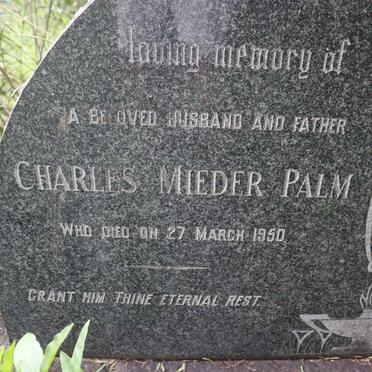 loving memory of
A BELOVED HUSBAND AND FATHER
CHARLES MIEDER PALM
WHO DIED ON 27 MARCH 1950
GRANT HIM THINE ETERNAL REST